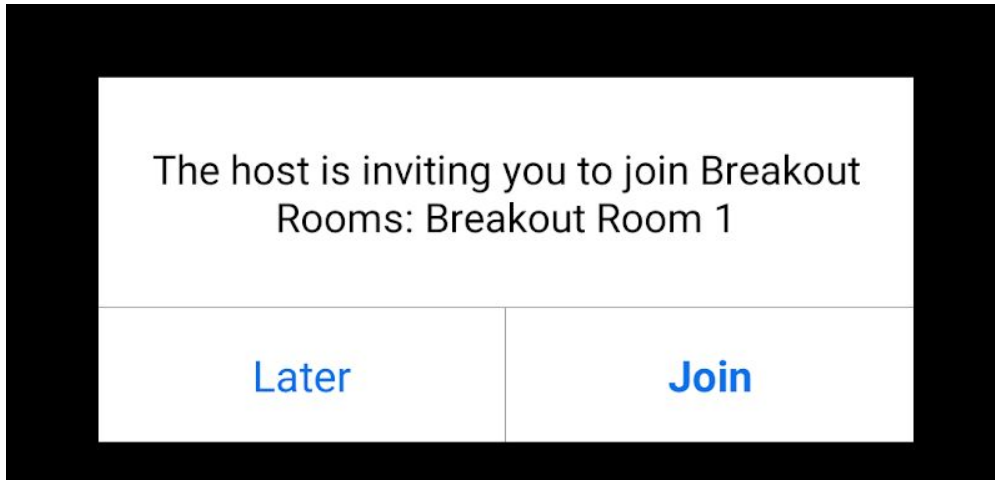 The host is inviting you to join Breakout
Rooms: Breakout Room 1
Later
Join